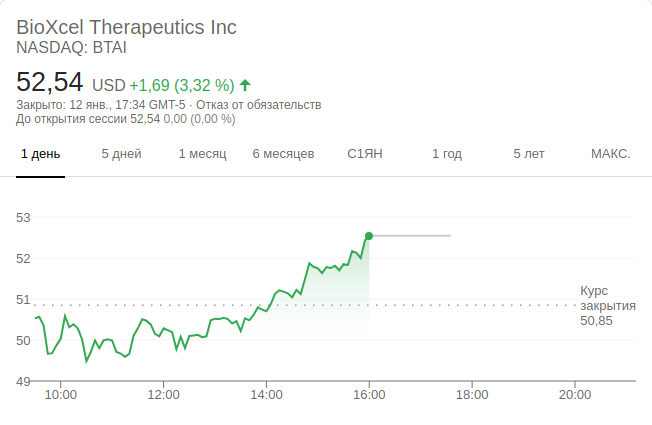 BioXcel Therapeutics Inc
NASDAQ: BTAI
52,54 USD +1,69 (3,32 %)
Закрыто: 12 янв., 17:34 GMT-5 · Отказ от обязательств
До открытия сессии 52,54 0,00 (0,00 %)
1 день 5 дней 1 месяц 6 месяцев С1ЯН 1 год 5 лет МАКС.
53
52
51
50
49
Курс
закрытия
50,85
10:00 12:00 14:00 16:00 18:00 20:00